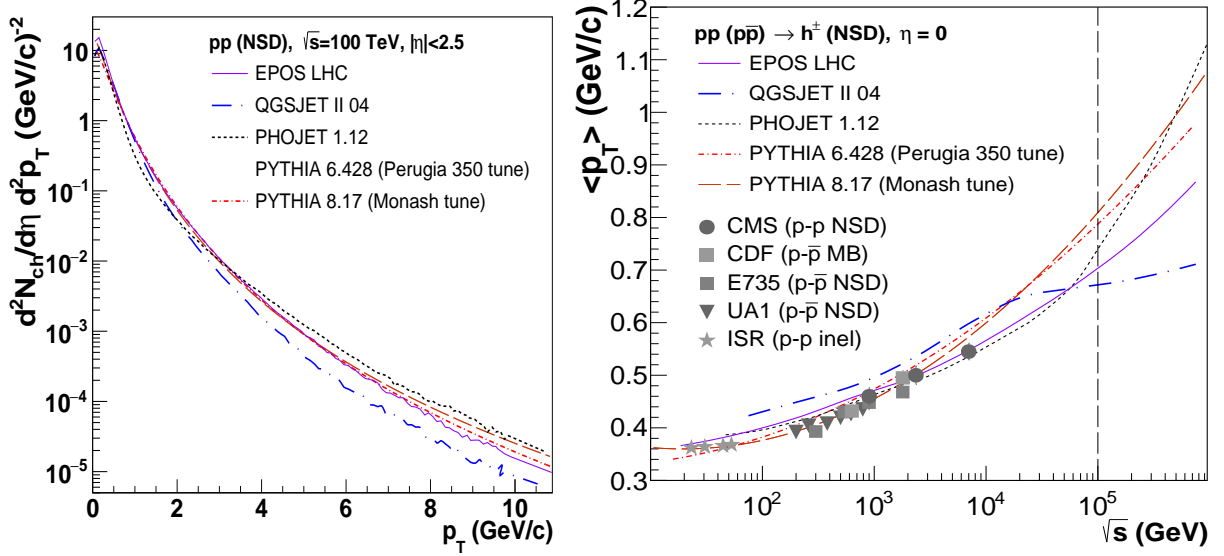 pp (NSD), √s=100 TeV, |η|<2.5
EPOS LHC
QGSJET II 04
PHOJET 1.12
PYTHIA 6.428 (Perugia 350 tune)
PYTHIA 8.17 (Monash tune)
d²N_ch/dη d²p_T (GeV/c)⁻²
10
1
10⁻¹
10⁻²
10⁻³
10⁻⁴
10⁻⁵
0 2 4 6 8 10
p_T (GeV/c)
pp (pp̅) → h± (NSD), η = 0
EPOS LHC
QGSJET II 04
PHOJET 1.12
PYTHIA 6.428 (Perugia 350 tune)
PYTHIA 8.17 (Monash tune)
CMS (p-p NSD)
CDF (p-p̅ MB)
E735 (p-p̅ NSD)
UA1 (p-p̅ NSD)
ISR (p-p inel)
<p_T> (GeV/c)
1.2
1.1
1
0.9
0.8
0.7
0.6
0.5
0.4
0.3
10² 10³ 10⁴ 10⁵
√s (GeV)